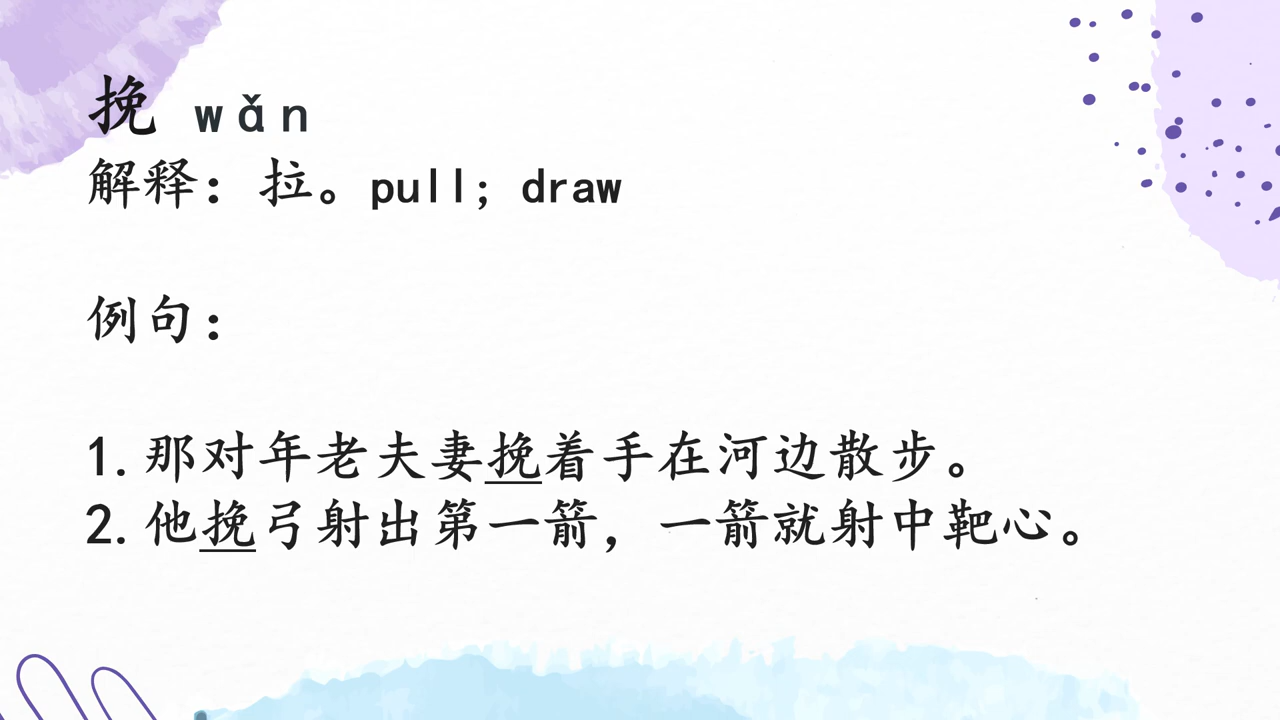 挽 wǎn
解释：拉。pull; draw
例句：
1.那对年老夫妻挽着手在河边散步。
2.他挽弓射出第一箭，一箭就射中靶心。